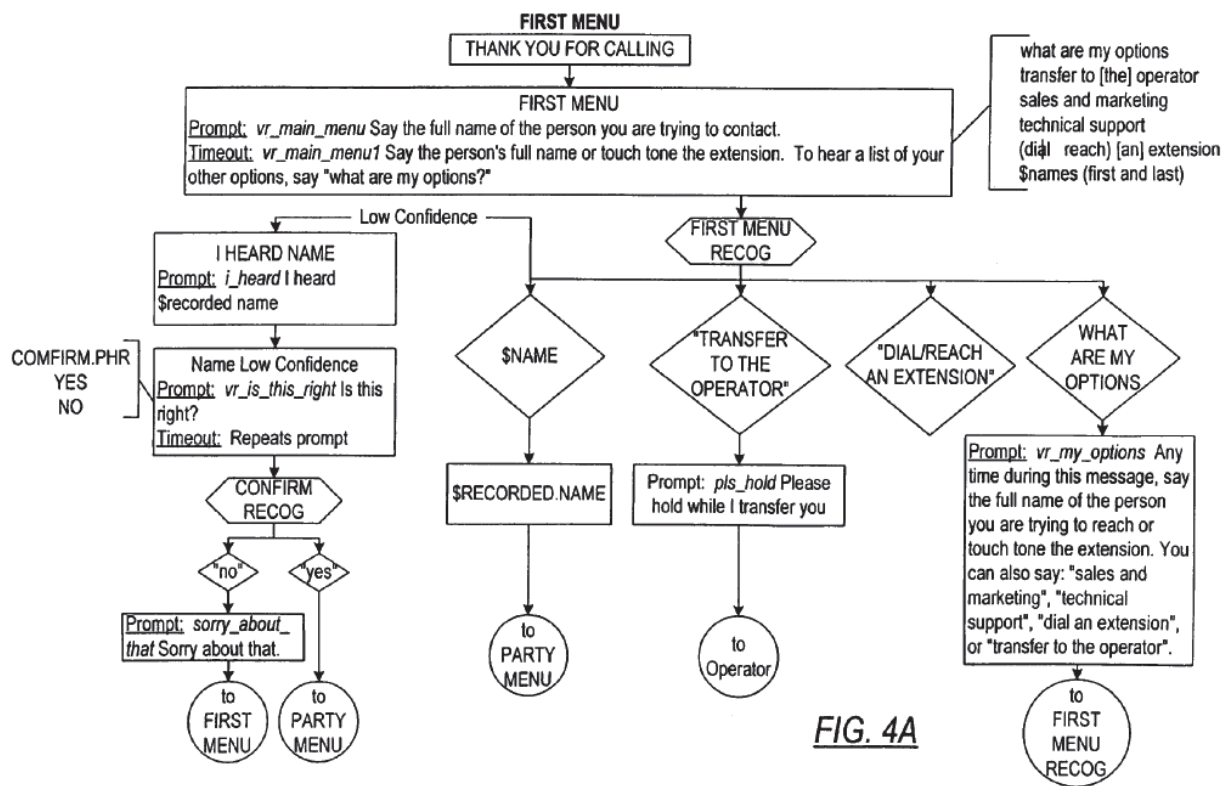 FIRST MENU
THANK YOU FOR CALLING
what are my options
transfer to [the] operator
sales and marketing
technical support
(dial reach) [an] extension
$names (first and last)
FIRST MENU
Prompt: vr_main_menu Say the full name of the person you are trying to contact.
Timeout: vr_main_menu1 Say the person's full name or touch tone the extension. To hear a list of your
other options, say "what are my options?"
Low Confidence
FIRST MENU
RECOG
I HEARD NAME
Prompt: i_heard I heard
$recorded name
COMFIRM.PHR
YES
NO
Name Low Confidence
Prompt: vr_is_this_right Is this
right?
Timeout: Repeats prompt
CONFIRM
RECOG
"no"
"yes"
Prompt: sorry_about_
that Sorry about that.
to
FIRST
MENU
to
PARTY
MENU
$NAME
$RECORDED.NAME
to
PARTY
MENU
"TRANSFER
TO THE
OPERATOR"
Prompt: pls_hold Please
hold while I transfer you
to
Operator
"DIAL/REACH
AN EXTENSION"
WHAT
ARE MY
OPTIONS
Prompt: vr_my_options Any
time during this message, say
the full name of the person
you are trying to reach or
touch tone the extension. You
can also say: "sales and
marketing", "technical
support", "dial an extension",
or "transfer to the operator".
to
FIRST
MENU
RECOG
FIG. 4A